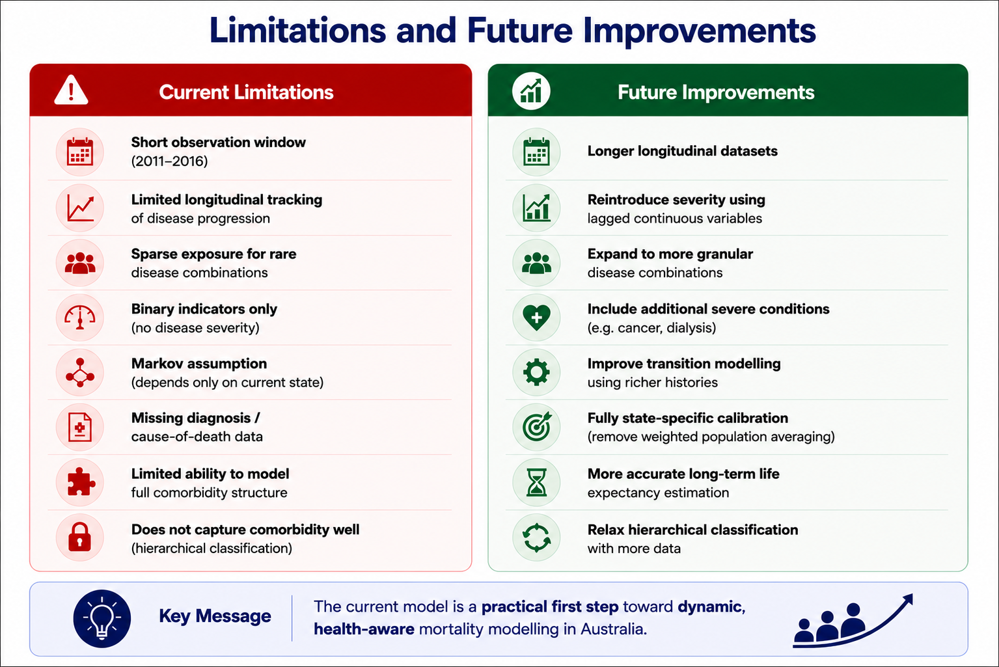 Limitations and Future Improvements
Current Limitations
Short observation window
(2011–2016)
Limited longitudinal tracking
of disease progression
Sparse exposure for rare
disease combinations
Binary indicators only
(no disease severity)
Markov assumption
(depends only on current state)
Missing diagnosis /
cause-of-death data
Limited ability to model
full comorbidity structure
Does not capture comorbidity well
(hierarchical classification)
Future Improvements
Longer longitudinal datasets
Reintroduce severity using
lagged continuous variables
Expand to more granular
disease combinations
Include additional severe conditions
(e.g. cancer, dialysis)
Improve transition modelling
using richer histories
Fully state-specific calibration
(remove weighted population averaging)
More accurate long-term life
expectancy estimation
Relax hierarchical classification
with more data
Key Message
The current model is a practical first step toward dynamic,
health-aware mortality modelling in Australia.